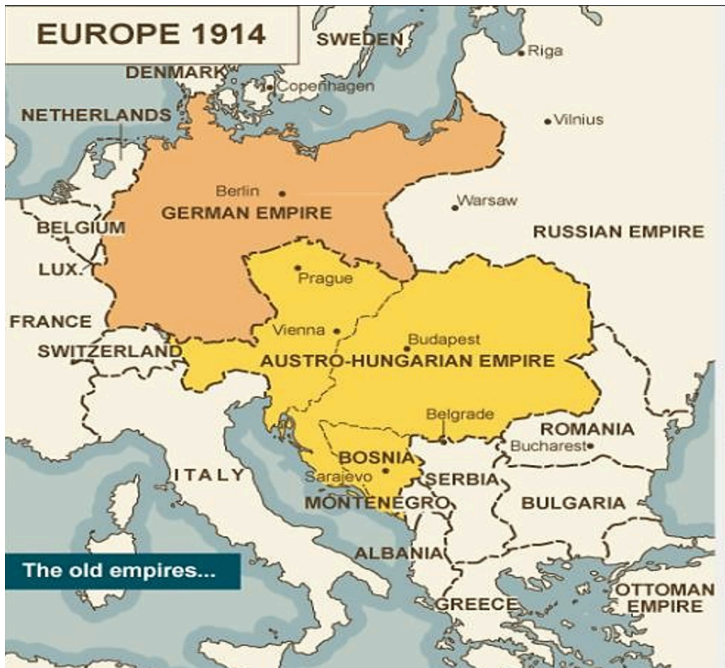 EUROPE 1914
SWEDEN
Riga
DENMARK
Copenhagen
NETHERLANDS
Vilnius
Berlin
Warsaw
GERMAN EMPIRE
BELGIUM
RUSSIAN EMPIRE
LUX.
Prague
FRANCE
Vienna
Budapest
SWITZERLAND
AUSTRO-HUNGARIAN EMPIRE
Belgrade
ROMANIA
Bucharest
BOSNIA
ITALY
Sarajevo
SERBIA
MONTENEGRO
BULGARIA
ALBANIA
The old empires...
OTTOMAN
EMPIRE
GREECE